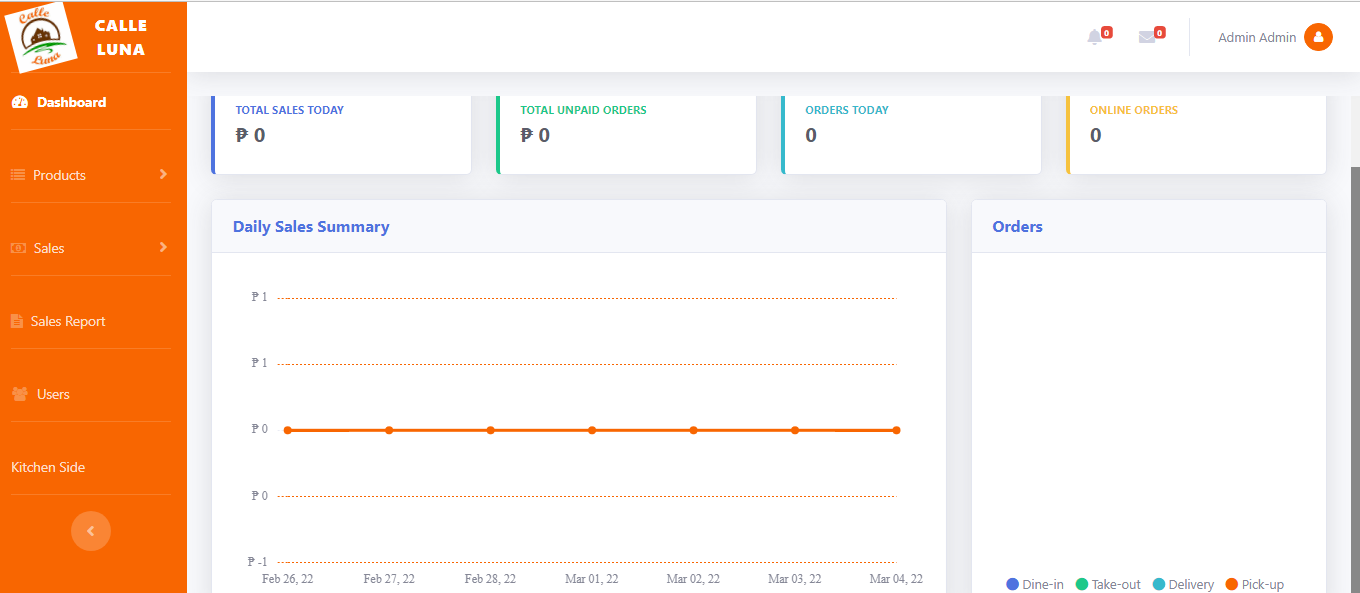 Calle
Luna
CALLE
LUNA
0
0
Admin Admin
Dashboard
Products
Sales
Sales Report
Users
Kitchen Side
TOTAL SALES TODAY
₱ 0
TOTAL UNPAID ORDERS
₱ 0
ORDERS TODAY
0
ONLINE ORDERS
0
Daily Sales Summary
₱ 1
₱ 1
₱ 0
₱ 0
₱ -1
Feb 26, 22 Feb 27, 22 Feb 28, 22 Mar 01, 22 Mar 02, 22 Mar 03, 22 Mar 04, 22
Orders
Dine-in Take-out Delivery Pick-up